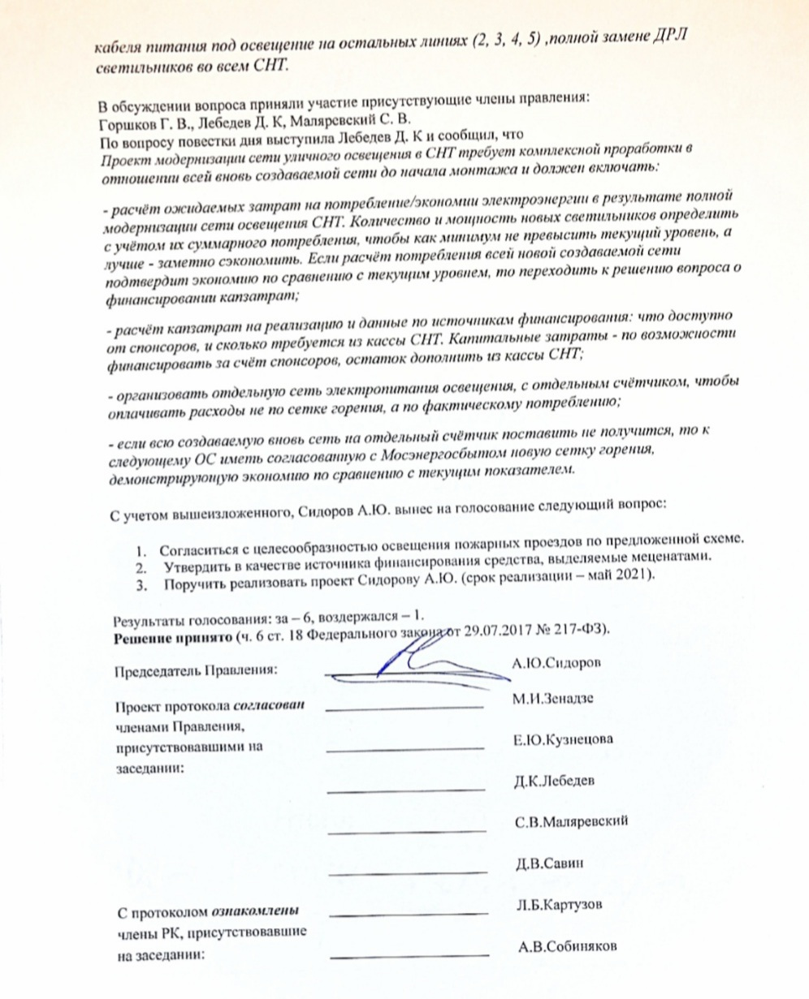 кабеля питания под освещение на остальных линиях (2, 3, 4, 5) ,полной замене ДРЛ
светильников во всем СНТ.
В обсуждении вопроса приняли участие присутствующие члены правления:
Горшков Г. В., Лебедев Д. К, Маляревский С. В.
По вопросу повестки дня выступила Лебедев Д. К и сообщил, что
Проект модернизации сети уличного освещения в СНТ требует комплексной проработки в
отношении всей вновь создаваемой сети до начала монтажа и должен включать:
- расчёт ожидаемых затрат на потребление/экономии электроэнергии в результате полной
модернизации сети освещения СНТ. Количество и мощность новых светильников определить
с учётом их суммарного потребления, чтобы как минимум не превысить текущий уровень, а
лучше - заметно сэкономить. Если расчёт потребления всей новой создаваемой сети
подтвердит экономию по сравнению с текущим уровнем, то переходить к решению вопроса о
финансировании капзатрат;
- расчёт капзатрат на реализацию и данные по источникам финансирования: что доступно
от спонсоров, и сколько требуется из кассы СНТ. Капитальные затраты - по возможности
финансировать за счёт спонсоров, остаток дополнить из кассы СНТ;
- организовать отдельную сеть электропитания освещения, с отдельным счётчиком, чтобы
оплачивать расходы не по сетке горения, а по фактическому потреблению;
- если всю создаваемую вновь сеть на отдельный счётчик поставить не получится, то к
следующему ОС иметь согласованную с Мосэнергосбытом новую сетку горения,
демонстрирующую экономию по сравнению с текущим показателем.
С учетом вышеизложенного, Сидоров А.Ю. вынес на голосование следующий вопрос:
1. Согласиться с целесообразностью освещения пожарных проездов по предложенной схеме.
2. Утвердить в качестве источника финансирования средства, выделяемые меценатами.
3. Поручить реализовать проект Сидорову А.Ю. (срок реализации – май 2021).
Результаты голосования: за – 6, воздержался – 1.
Решение принято (ч. 6 ст. 18 Федерального закона от 29.07.2017 № 217-ФЗ).
Председатель Правления: А.Ю.Сидоров
Проект протокола согласован М.И.Зенадзе
членами Правления,
присутствовавшими на Е.Ю.Кузнецова
заседании:
Д.К.Лебедев
С.В.Маляревский
Д.В.Савин
С протоколом ознакомлены Л.Б.Картузов
члены РК, присутствовавшие
на заседании: А.В.Собиняков